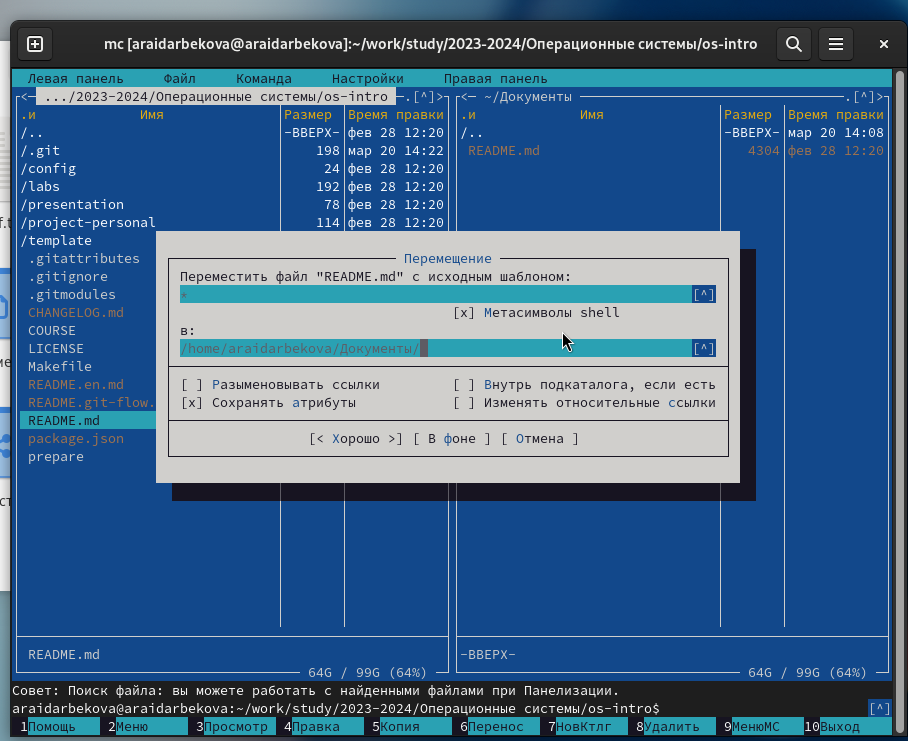 mc [araidarbekova@araidarbekova]:~/work/study/2023-2024/Операционные системы/os-intro
Левая панель Файл Команда Настройки Правая панель
<─ .../2023-2024/Операционные системы/os-intro ─.[^]> <─ ~/Документы .[^]>
.и Имя Размер Время правки .и Имя Размер Время правки
/.. -ВВЕРХ- фев 28 12:20 /.. -ВВЕРХ- мар 20 14:08
/.git 198 мар 20 14:22 README.md 4304 фев 28 12:20
/config 24 фев 28 12:20
/labs 192 фев 28 12:20
/presentation 78 фев 28 12:20
/project-personal 114 фев 28 12:20
/template
.gitattributes
.gitignore
.gitmodules
CHANGELOG.md
COURSE
LICENSE
Makefile
README.en.md
README.git-flow.
README.md
package.json
prepare
Перемещение
Переместить файл "README.md" с исходным шаблоном:
* [^]
[x] Метасимволы shell
в:
/home/araidarbekova/Документы/ [^]
[ ] Разыменовывать ссылки [ ] Внутрь подкаталога, если есть
[x] Сохранять атрибуты [ ] Изменять относительные ссылки
[< Хорошо >] [ В фоне ] [ Отмена ]
README.md -ВВЕРХ-
64G / 99G (64%) 64G / 99G (64%)
Совет: Поиск файла: вы можете работать с найденными файлами при Панелизации.
araidarbekova@araidarbekova:~/work/study/2023-2024/Операционные системы/os-intro$ [^]
1Помощь 2Меню 3Просмотр 4Правка 5Копия 6Перенос 7НовКтлг 8Удалить 9МенюМС 10Выход